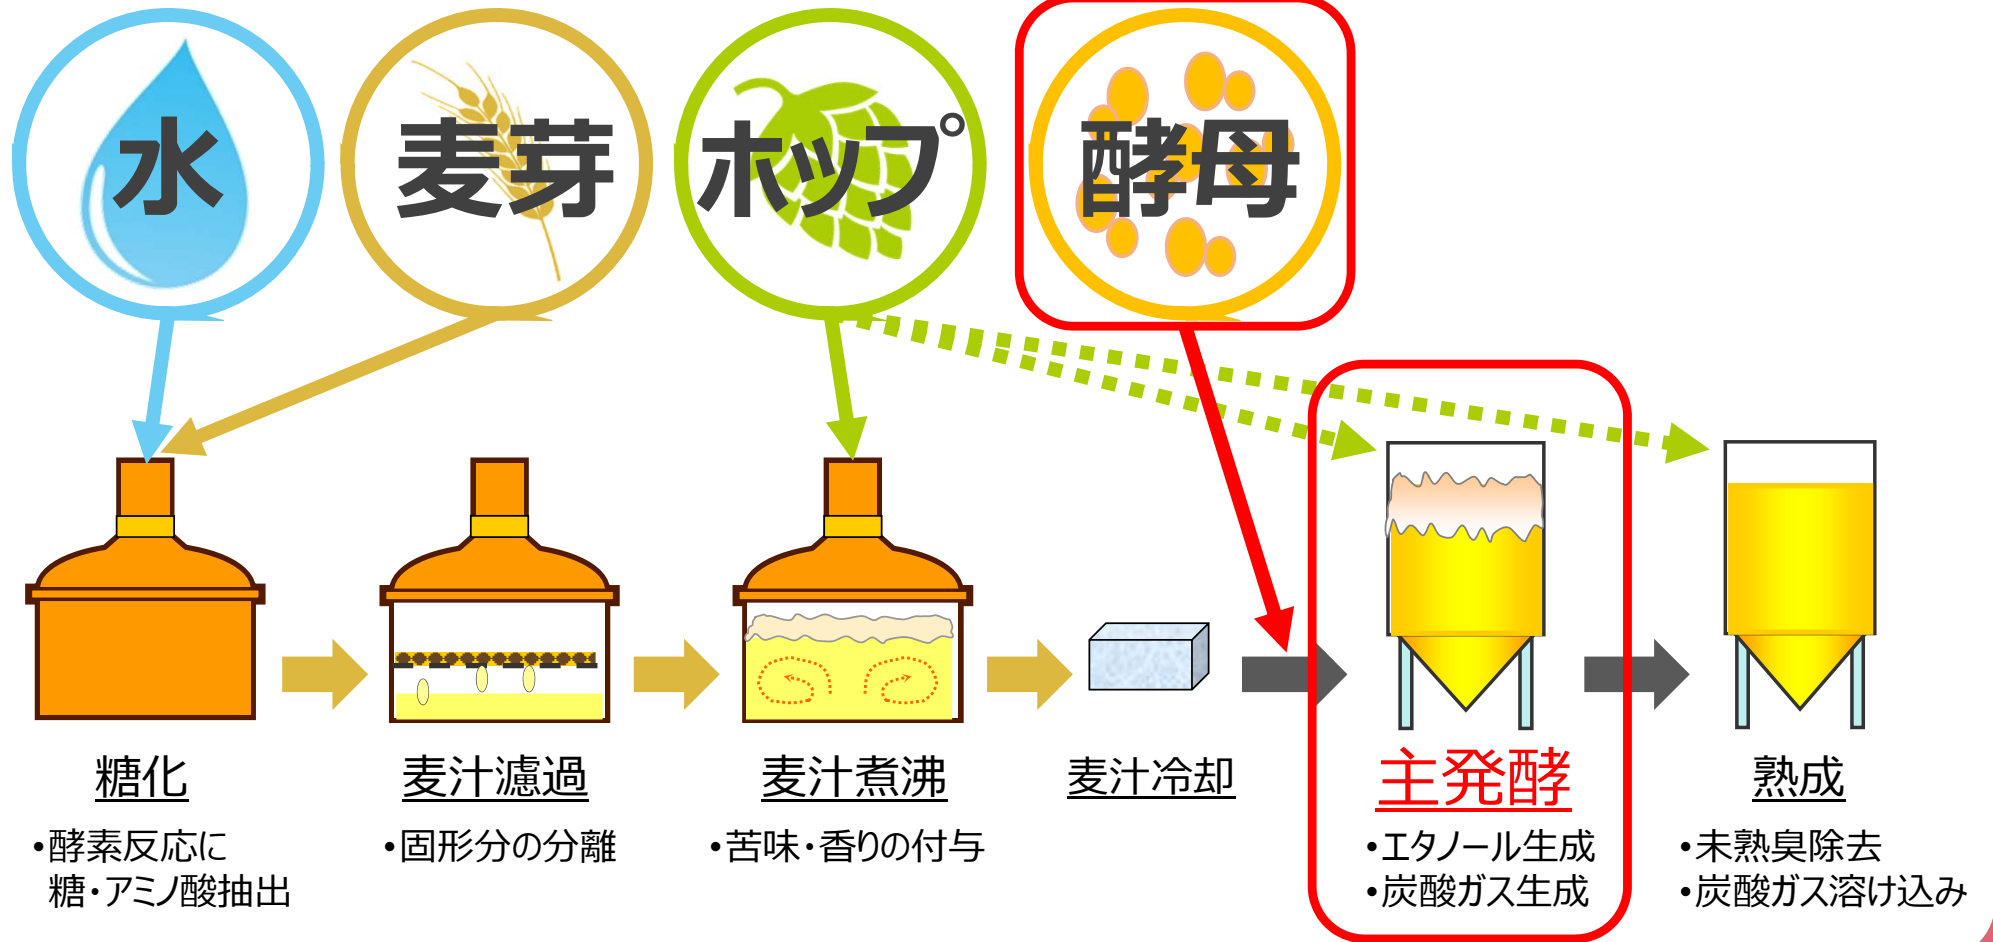 水
麦芽
ホップ
酵母
糖化
・酵素反応に
糖・アミノ酸抽出
麦汁濾過
・固形分の分離
麦汁煮沸
・苦味・香りの付与
麦汁冷却
主発酵
・エタノール生成
・炭酸ガス生成
熟成
・未熟臭除去
・炭酸ガス溶け込み